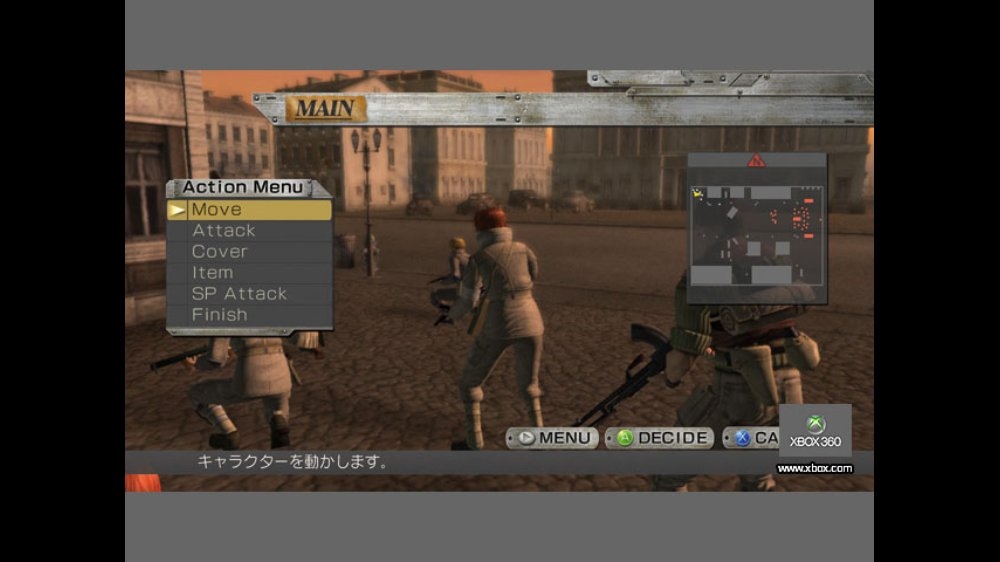 MAIN
N
Action Menu
Move
Attack
Cover
Item
SP Attack
Finish
MENU
A DECIDE
X CA
XBOX 360
www.xbox.com
キャラクターを動かします。